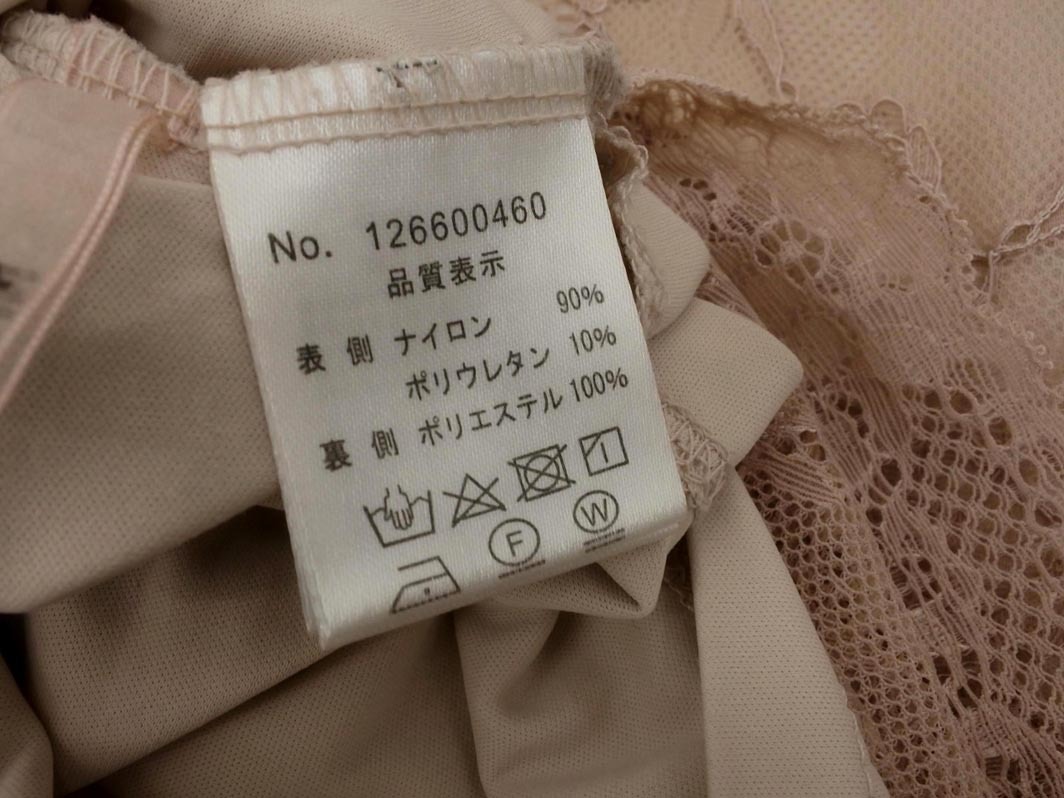 No. 126600460
品質表示
表 側 ナイロン 90%
ポリウレタン 10%
裏 側 ポリエステル 100%
F
W